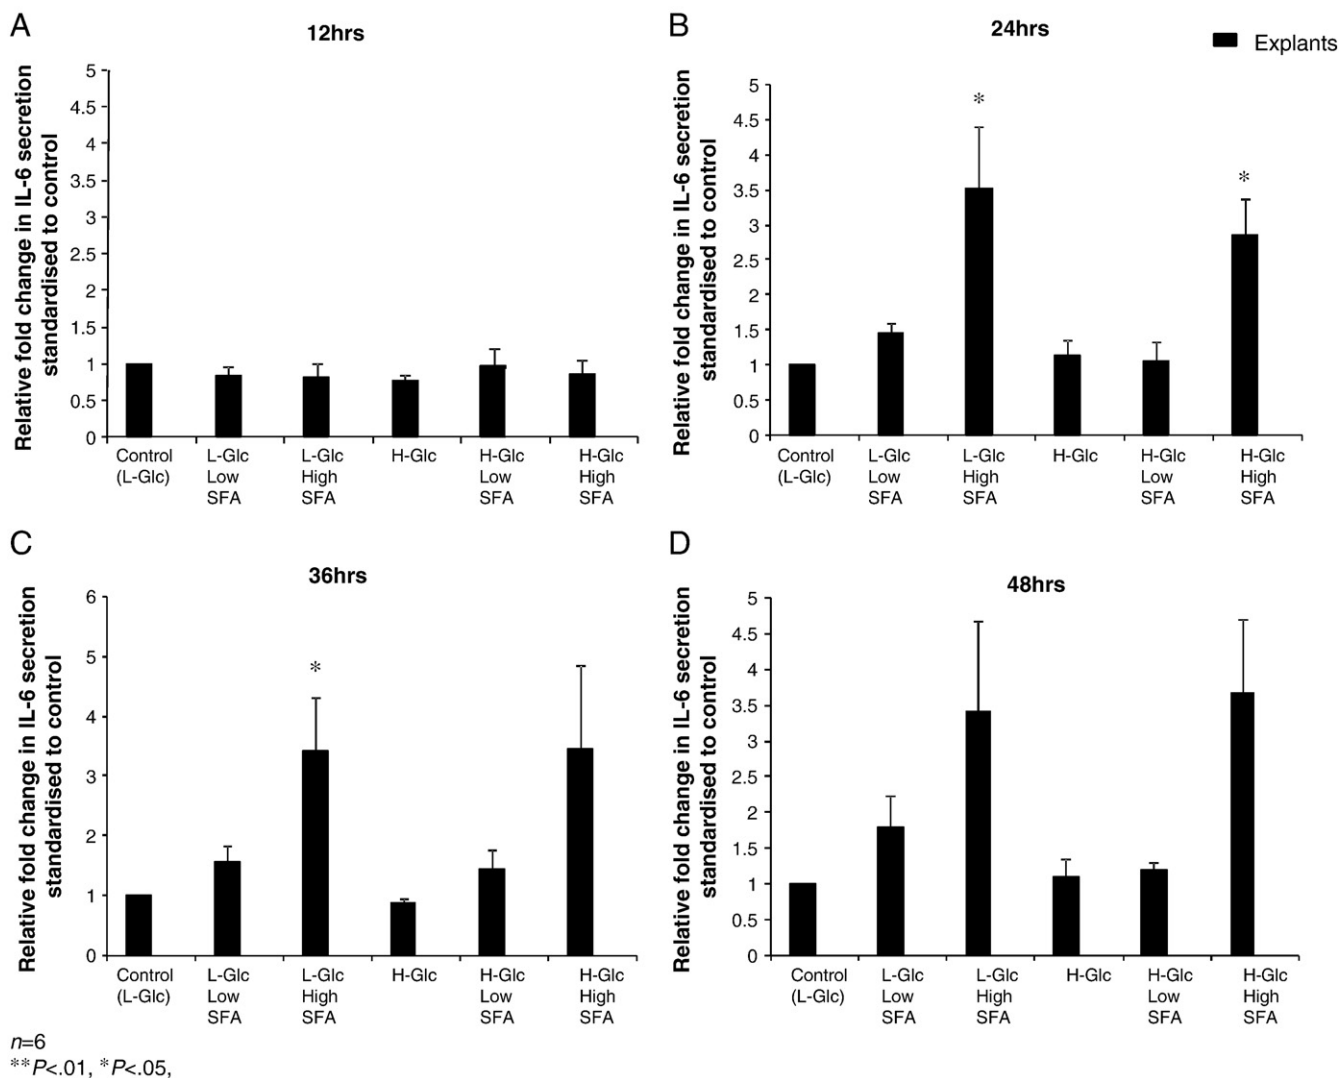 A
12hrs
Relative fold change in IL-6 secretion
standardised to control
5
4.5
4
3.5
3
2.5
2
1.5
1
0.5
0
Control
(L-Glc)
L-Glc
Low
SFA
L-Glc
High
SFA
H-Glc
H-Glc
Low
SFA
H-Glc
High
SFA
B
24hrs
Explants
Relative fold change in IL-6 secretion
standardised to control
5
4.5
4
3.5
3
2.5
2
1.5
1
0.5
0
*
*
Control
(L-Glc)
L-Glc
Low
SFA
L-Glc
High
SFA
H-Glc
H-Glc
Low
SFA
H-Glc
High
SFA
C
36hrs
Relative fold change in IL-6 secretion
standardised to control
6
5
4
3
2
1
0
*
Control
(L-Glc)
L-Glc
Low
SFA
L-Glc
High
SFA
H-Glc
H-Glc
Low
SFA
H-Glc
High
SFA
D
48hrs
Relative fold change in IL-6 secretion
standardised to control
5
4.5
4
3.5
3
2.5
2
1.5
1
0.5
0
Control
(L-Glc)
L-Glc
Low
SFA
L-Glc
High
SFA
H-Glc
H-Glc
Low
SFA
H-Glc
High
SFA
n=6
**P<.01, *P<.05,